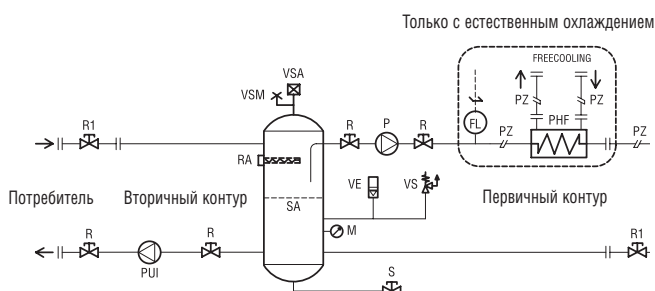 Только с естественным охлаждением
FREECOOLING
VSA
VSM
PZ
PZ
R1
R
P
R
FL
PZ
PHF
PZ
RA
Потребитель
Вторичный контур
SA
VE
VS
Первичный контур
M
R
R
R1
PUI
S